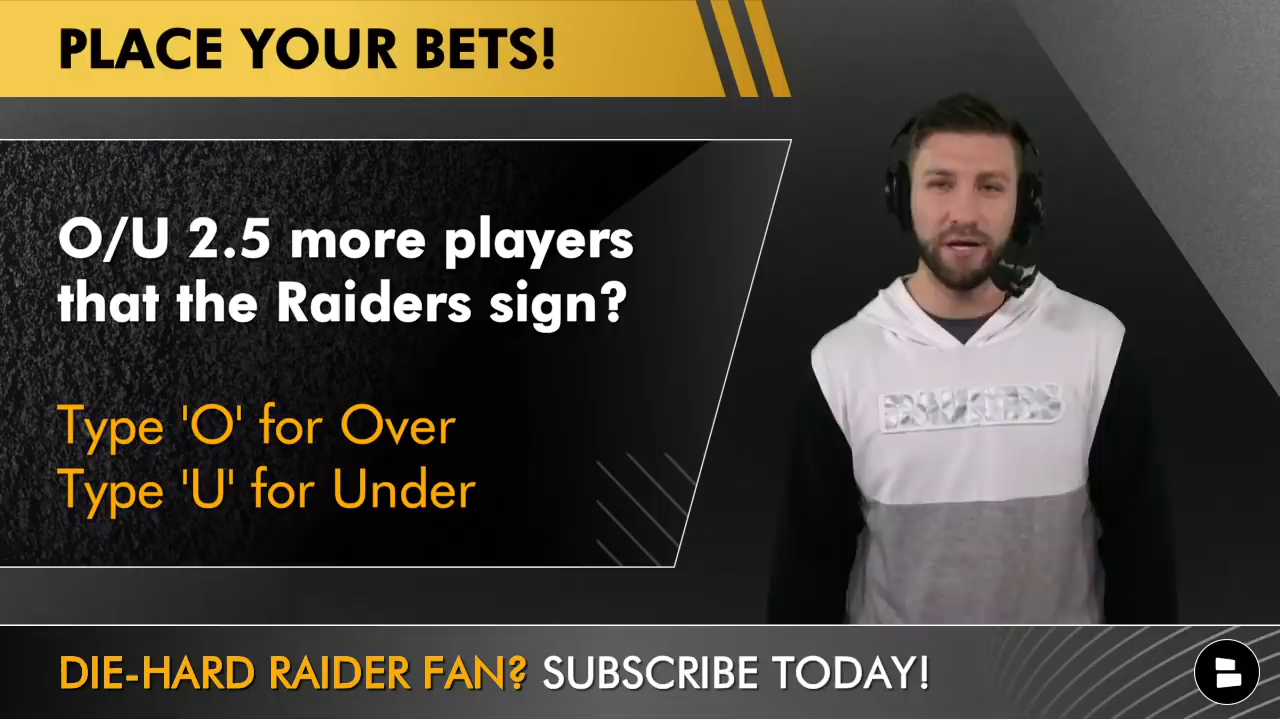 PLACE YOUR BETS!
O/U 2.5 more players
that the Raiders sign?
Type 'O' for Over
Type 'U' for Under
RAIDERS
DIE-HARD RAIDER FAN? SUBSCRIBE TODAY!